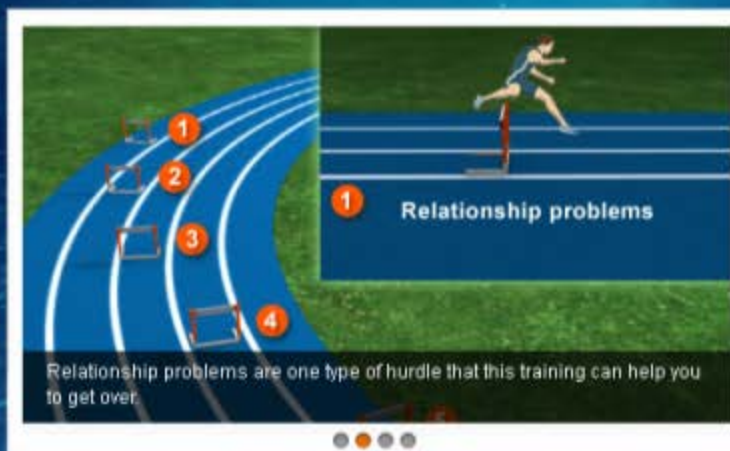 1
2
3
4
1
Relationship problems
Relationship problems are one type of hurdle that this training can help you
to get over.
5